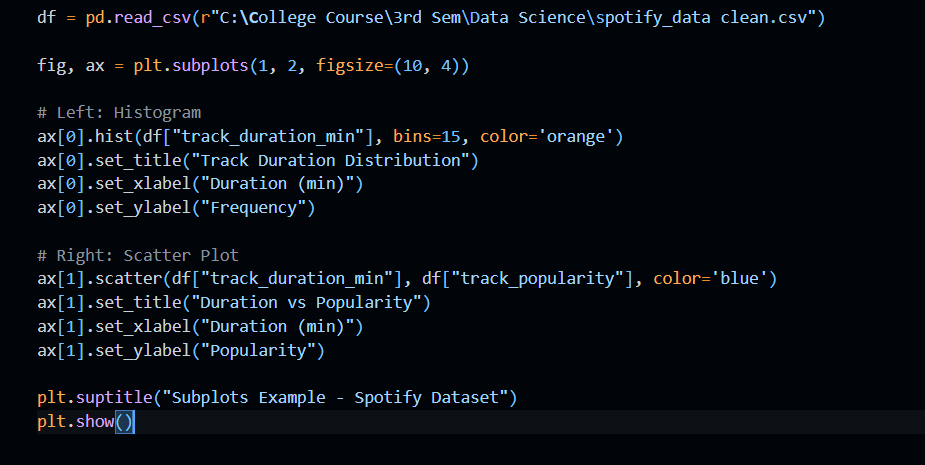 df = pd.read_csv(r"C:\College Course\3rd Sem\Data Science\spotify_data clean.csv")
fig, ax = plt.subplots(1, 2, figsize=(10, 4))
# Left: Histogram
ax[0].hist(df["track_duration_min"], bins=15, color='orange')
ax[0].set_title("Track Duration Distribution")
ax[0].set_xlabel("Duration (min)")
ax[0].set_ylabel("Frequency")
# Right: Scatter Plot
ax[1].scatter(df["track_duration_min"], df["track_popularity"], color='blue')
ax[1].set_title("Duration vs Popularity")
ax[1].set_xlabel("Duration (min)")
ax[1].set_ylabel("Popularity")
plt.suptitle("Subplots Example - Spotify Dataset")
plt.show()